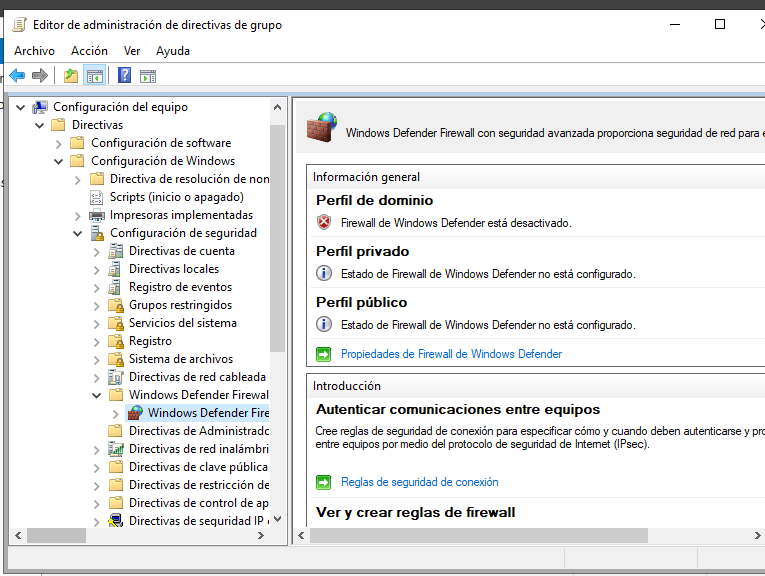 Editor de administración de directivas de grupo
Archivo Acción Ver Ayuda
Configuración del equipo
Directivas
Configuración de software
Configuración de Windows
Directiva de resolución de non
Scripts (inicio o apagado)
Impresoras implementadas
Configuración de seguridad
Directivas de cuenta
Directivas locales
Registro de eventos
Grupos restringidos
Servicios del sistema
Registro
Sistema de archivos
Directivas de red cableada
Windows Defender Firewal
Windows Defender Fire
Directivas de Administrado
Directivas de red inalámbri
Directivas de clave pública
Directivas de restricción de
Directivas de control de ap
Directivas de seguridad IP
Windows Defender Firewall con seguridad avanzada proporciona seguridad de red para e
Información general
Perfil de dominio
Firewall de Windows Defender está desactivado.
Perfil privado
Estado de Firewall de Windows Defender no está configurado.
Perfil público
Estado de Firewall de Windows Defender no está configurado.
Propiedades de Firewall de Windows Defender
Introducción
Autenticar comunicaciones entre equipos
Cree reglas de seguridad de conexión para especificar cómo y cuando deben autenticarse y pro
entre equipos por medio del protocolo de seguridad de Internet (IPsec).
Reglas de seguridad de conexión
Ver y crear reglas de firewall